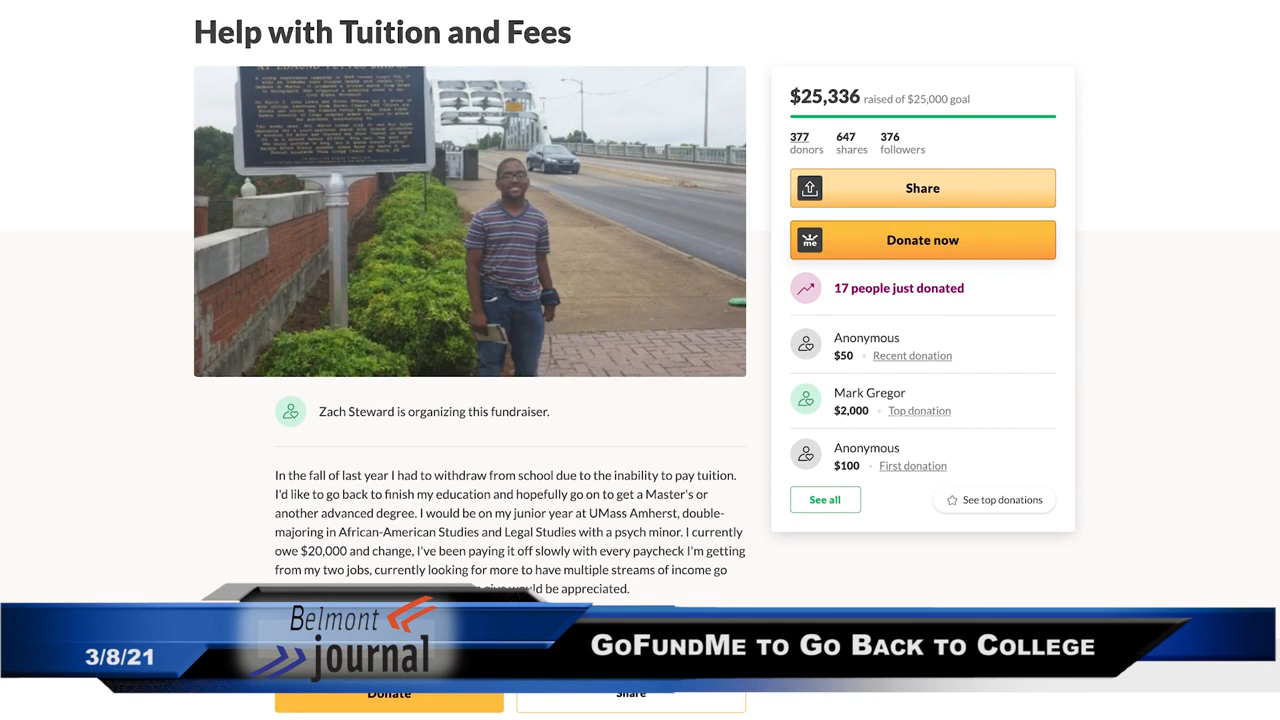 Help with Tuition and Fees
AT EDMUND PETTUS BRIDGE
$25,336 raised of $25,000 goal
377 donors
647 shares
376 followers
Share
Donate now
17 people just donated
Anonymous
$50 • Recent donation
Mark Gregor
$2,000 • Top donation
Anonymous
$100 • First donation
See all
See top donations
Zach Steward is organizing this fundraiser.
In the fall of last year I had to withdraw from school due to the inability to pay tuition.
I'd like to go back to finish my education and hopefully go on to get a Master's or
another advanced degree. I would be on my junior year at UMass Amherst, double-
majoring in African-American Studies and Legal Studies with a psych minor. I currently
owe $20,000 and change, I've been paying it off slowly with every paycheck I'm getting
from my two jobs, currently looking for more to have multiple streams of income go
give would be appreciated.
Belmont
journal
3/8/21
GoFundMe to Go Back to College
Donate
Share
me